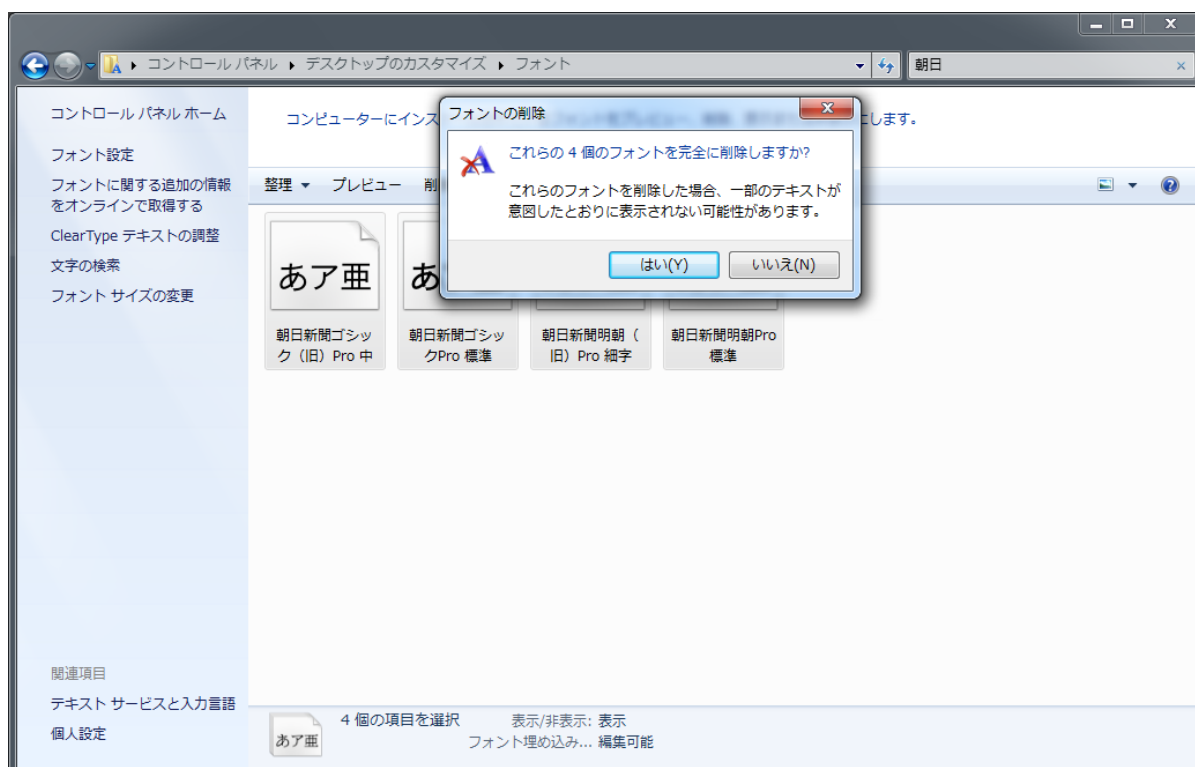 コントロール パネル ▸ デスクトップのカスタマイズ ▸ フォント
朝日
コントロール パネル ホーム
フォント設定
フォントに関する追加の情報
をオンラインで取得する
ClearType テキストの調整
文字の検索
フォント サイズの変更
コンピューターにインス
にします。
フォントの削除
これらの 4 個のフォントを完全に削除しますか?
これらのフォントを削除した場合、一部のテキストが
意図したとおりに表示されない可能性があります。
はい(Y)
いいえ(N)
整理 プレビュー 削
あア亜
あ
朝日新聞ゴシッ
ク（旧）Pro 中
朝日新聞ゴシッ
クPro 標準
朝日新聞明朝（
旧）Pro 細字
朝日新聞明朝Pro
標準
関連項目
テキスト サービスと入力言語
個人設定
あア亜
4 個の項目を選択
表示/非表示: 表示
フォント埋め込み... 編集可能